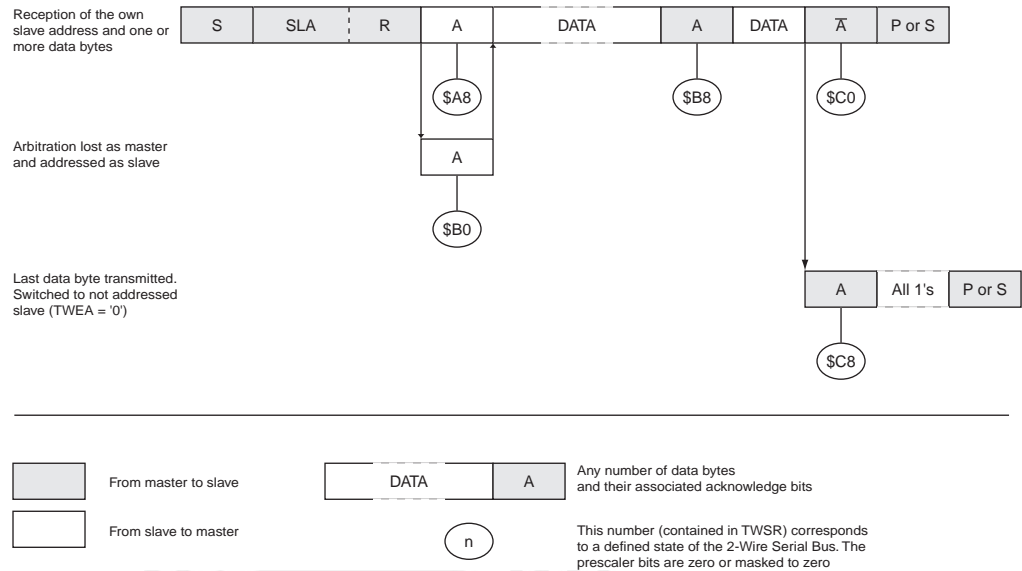 Reception of the own
slave address and one or
more data bytes
S SLA R A DATA A DATA A̅ P or S
$A8 $B8 $C0
Arbitration lost as master
and addressed as slave
A
$B0
Last data byte transmitted.
Switched to not addressed
slave (TWEA = '0')
A All 1's P or S
$C8
From master to slave
DATA A
Any number of data bytes
and their associated acknowledge bits
From slave to master
n
This number (contained in TWSR) corresponds
to a defined state of the 2-Wire Serial Bus. The
prescaler bits are zero or masked to zero